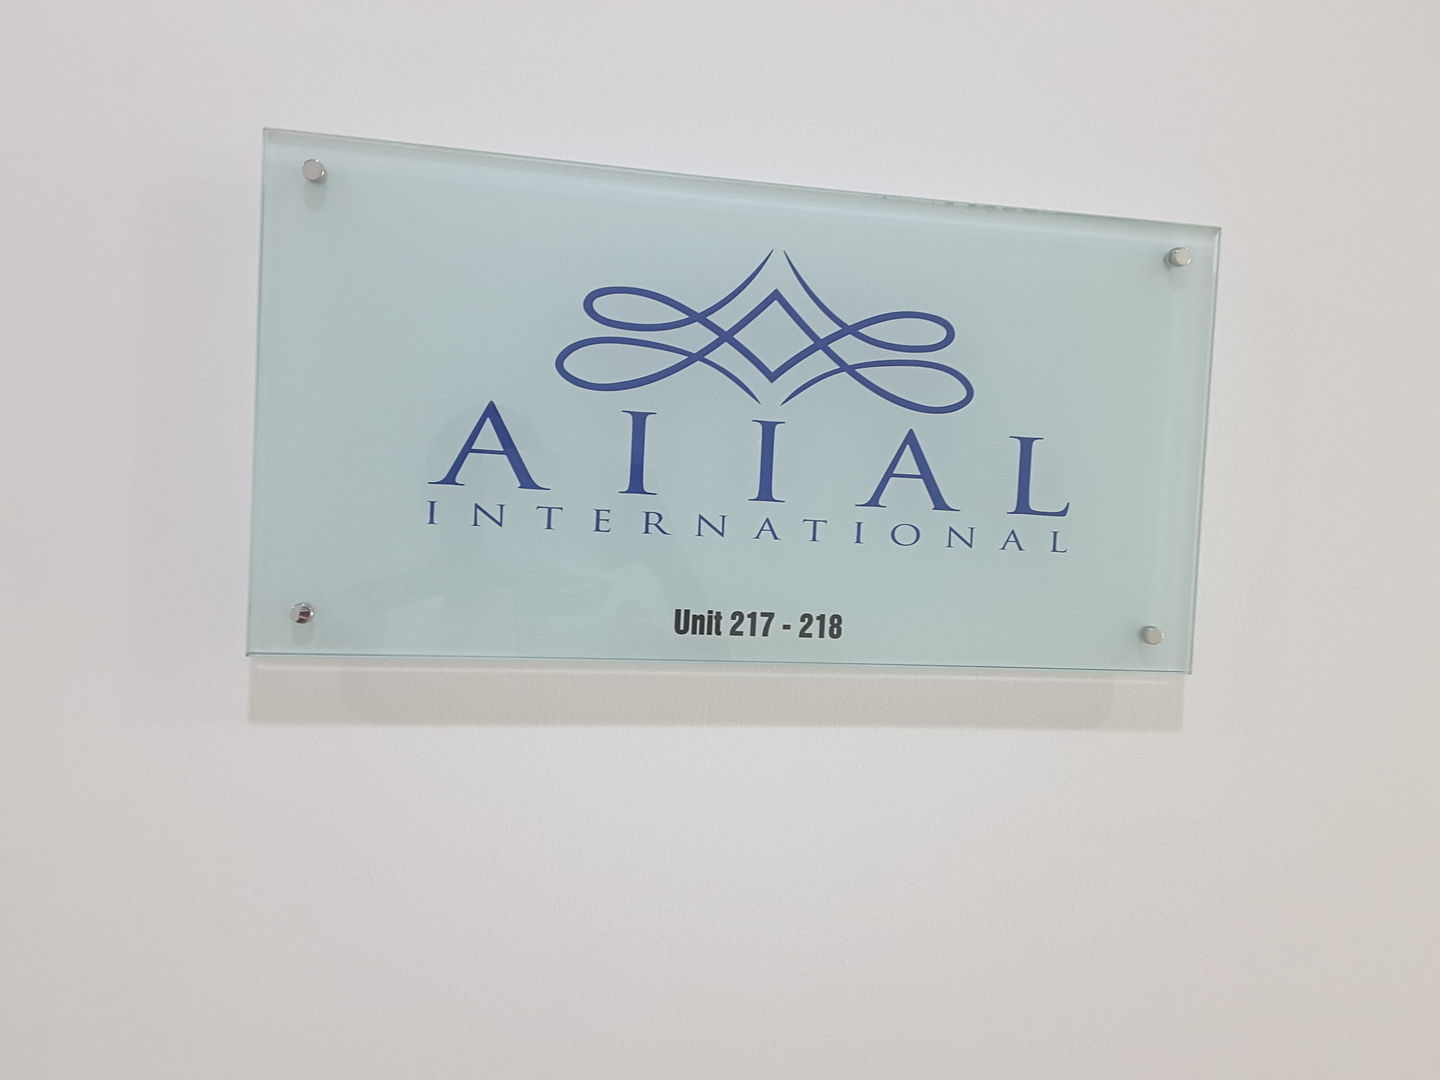 AIIAL
INTERNATIONAL
Unit 217 - 218